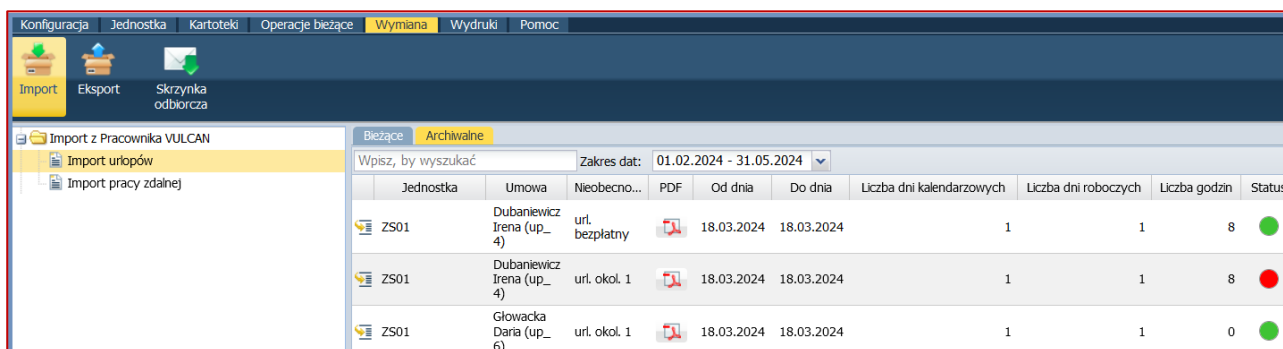 Konfiguracja Jednostka Kartoteki Operacje bieżące Wymiana Wydruki Pomoc
Import Eksport Skrzynka
odbiorcza
Import z Pracownika VULCAN
Import urlopów
Import pracy zdalnej
Bieżące Archiwalne
Wpisz, by wyszukać Zakres dat: 01.02.2024 - 31.05.2024
Jednostka Umowa Nieobecno... PDF Od dnia Do dnia Liczba dni kalendarzowych Liczba dni roboczych Liczba godzin Status
ZS01 Dubaniewicz
Irena (up_
4) url.
bezpłatny 18.03.2024 18.03.2024 1 1 8
ZS01 Dubaniewicz
Irena (up_
4) url. okol. 1 18.03.2024 18.03.2024 1 1 8
ZS01 Głowacka
Daria (up_
6) url. okol. 1 18.03.2024 18.03.2024 1 1 0